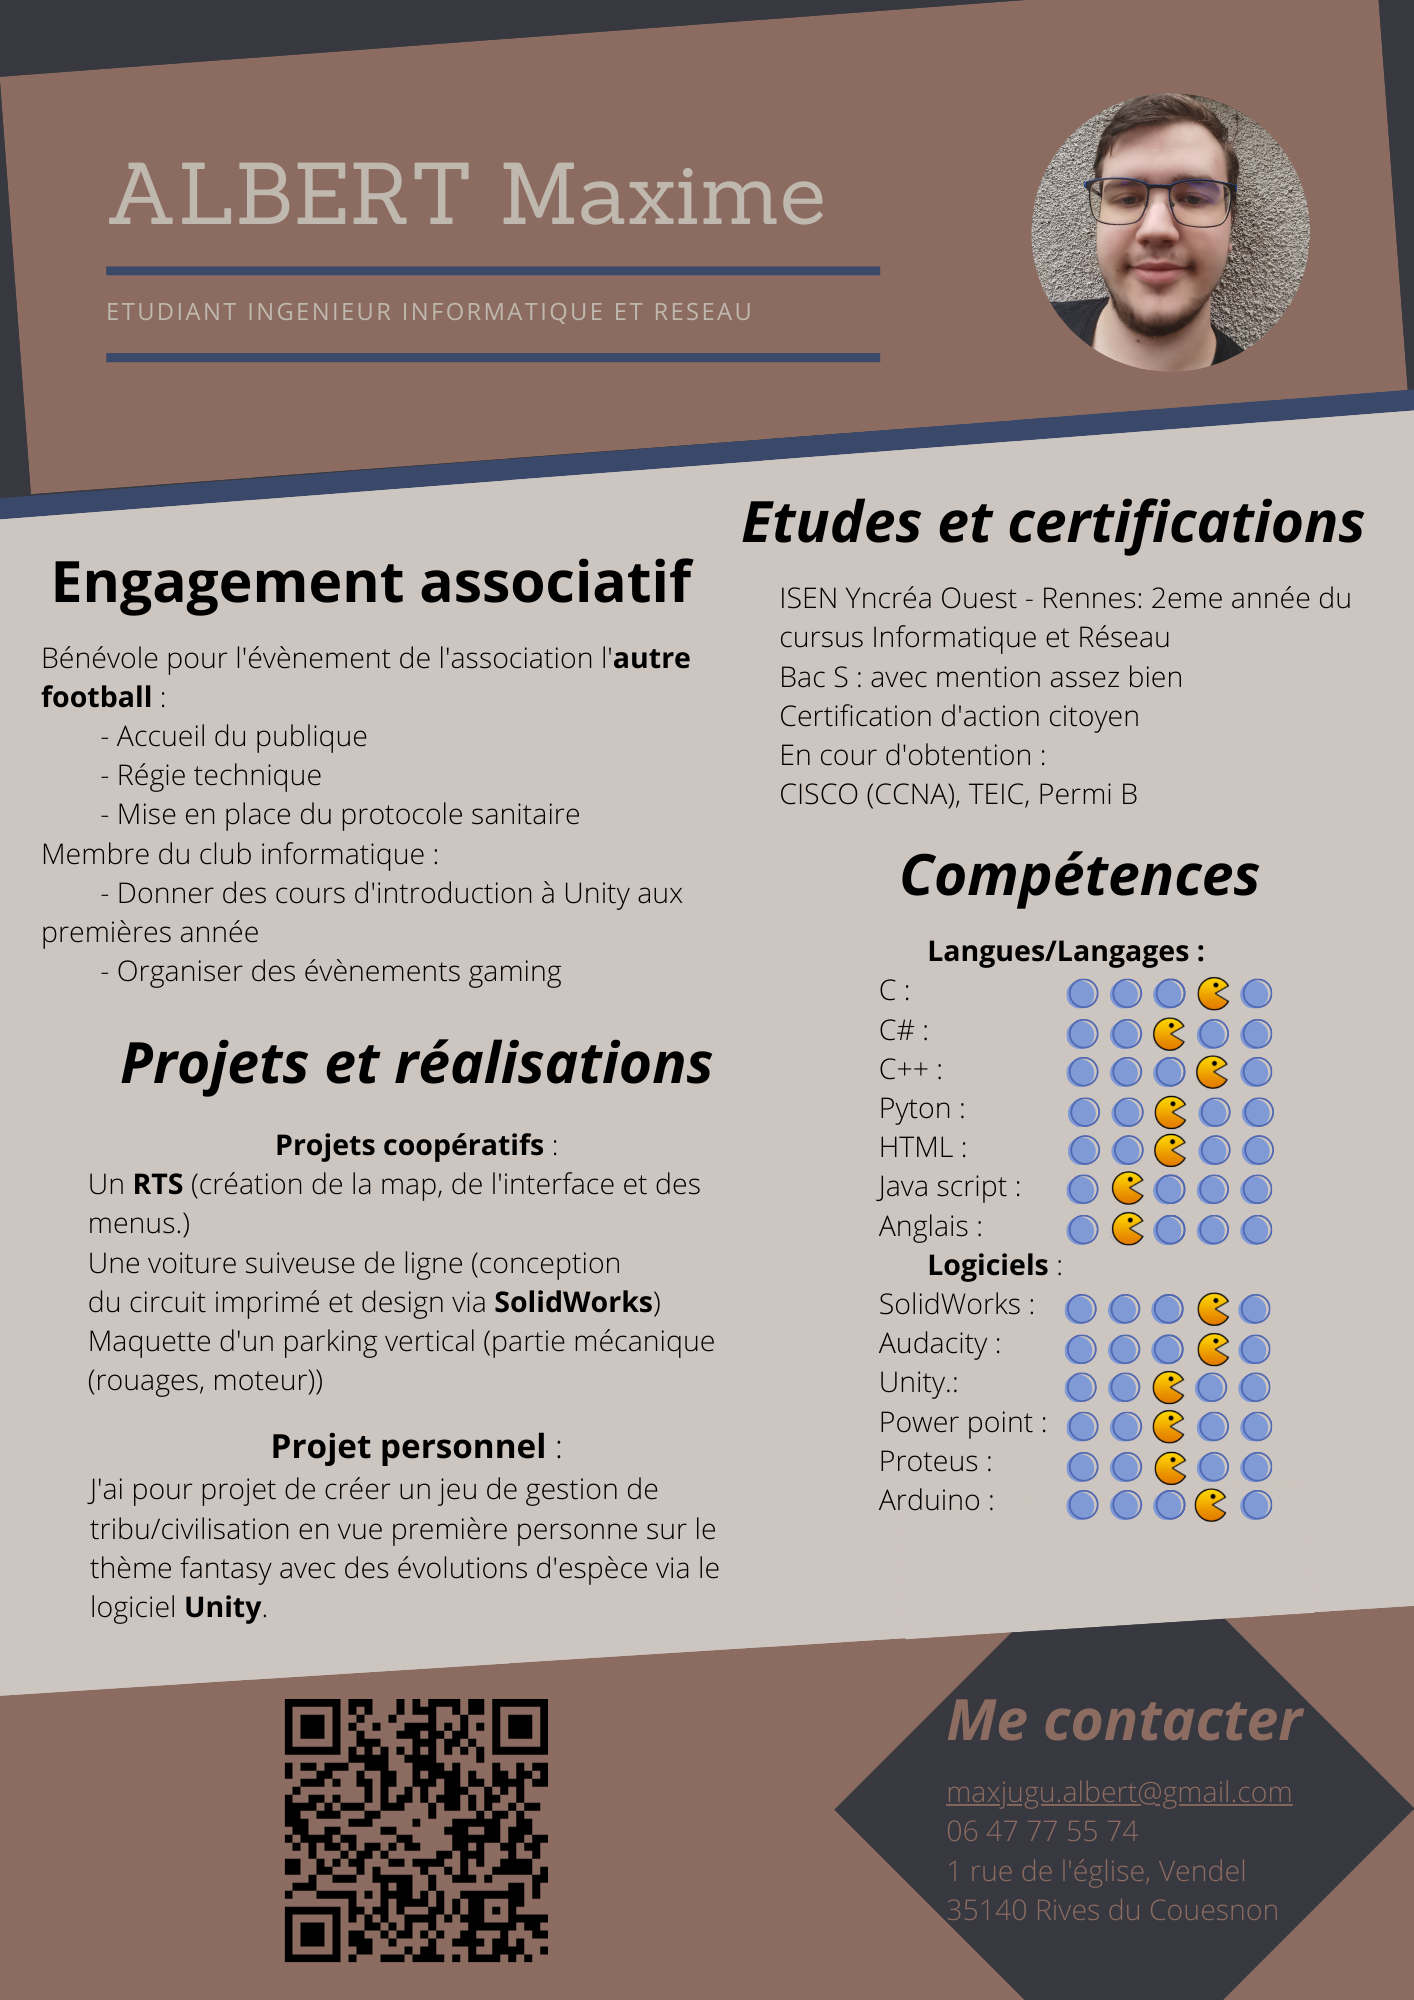 ALBERT Maxime
ETUDIANT INGENIEUR INFORMATIQUE ET RESEAU
Engagement associatif
Bénévole pour l'évènement de l'association l'autre
football :
- Accueil du publique
- Régie technique
- Mise en place du protocole sanitaire
Membre du club informatique :
- Donner des cours d'introduction à Unity aux
premières année
- Organiser des évènements gaming
Projets et réalisations
Projets coopératifs :
Un RTS (création de la map, de l'interface et des
menus.)
Une voiture suiveuse de ligne (conception
du circuit imprimé et design via SolidWorks)
Maquette d'un parking vertical (partie mécanique
(rouages, moteur))
Projet personnel :
J'ai pour projet de créer un jeu de gestion de
tribu/civilisation en vue première personne sur le
thème fantasy avec des évolutions d'espèce via le
logiciel Unity.
Etudes et certifications
ISEN Yncréa Ouest - Rennes: 2eme année du
cursus Informatique et Réseau
Bac S : avec mention assez bien
Certification d'action citoyen
En cour d'obtention :
CISCO (CCNA), TEIC, Permi B
Compétences
Langues/Langages :
C :
C# :
C++ :
Pyton :
HTML :
Java script :
Anglais :
Logiciels :
SolidWorks :
Audacity :
Unity.:
Power point :
Proteus :
Arduino :
Me contacter
maxjugu.albert@gmail.com
06 47 77 55 74
1 rue de l'église, Vendel
35140 Rives du Couesnon